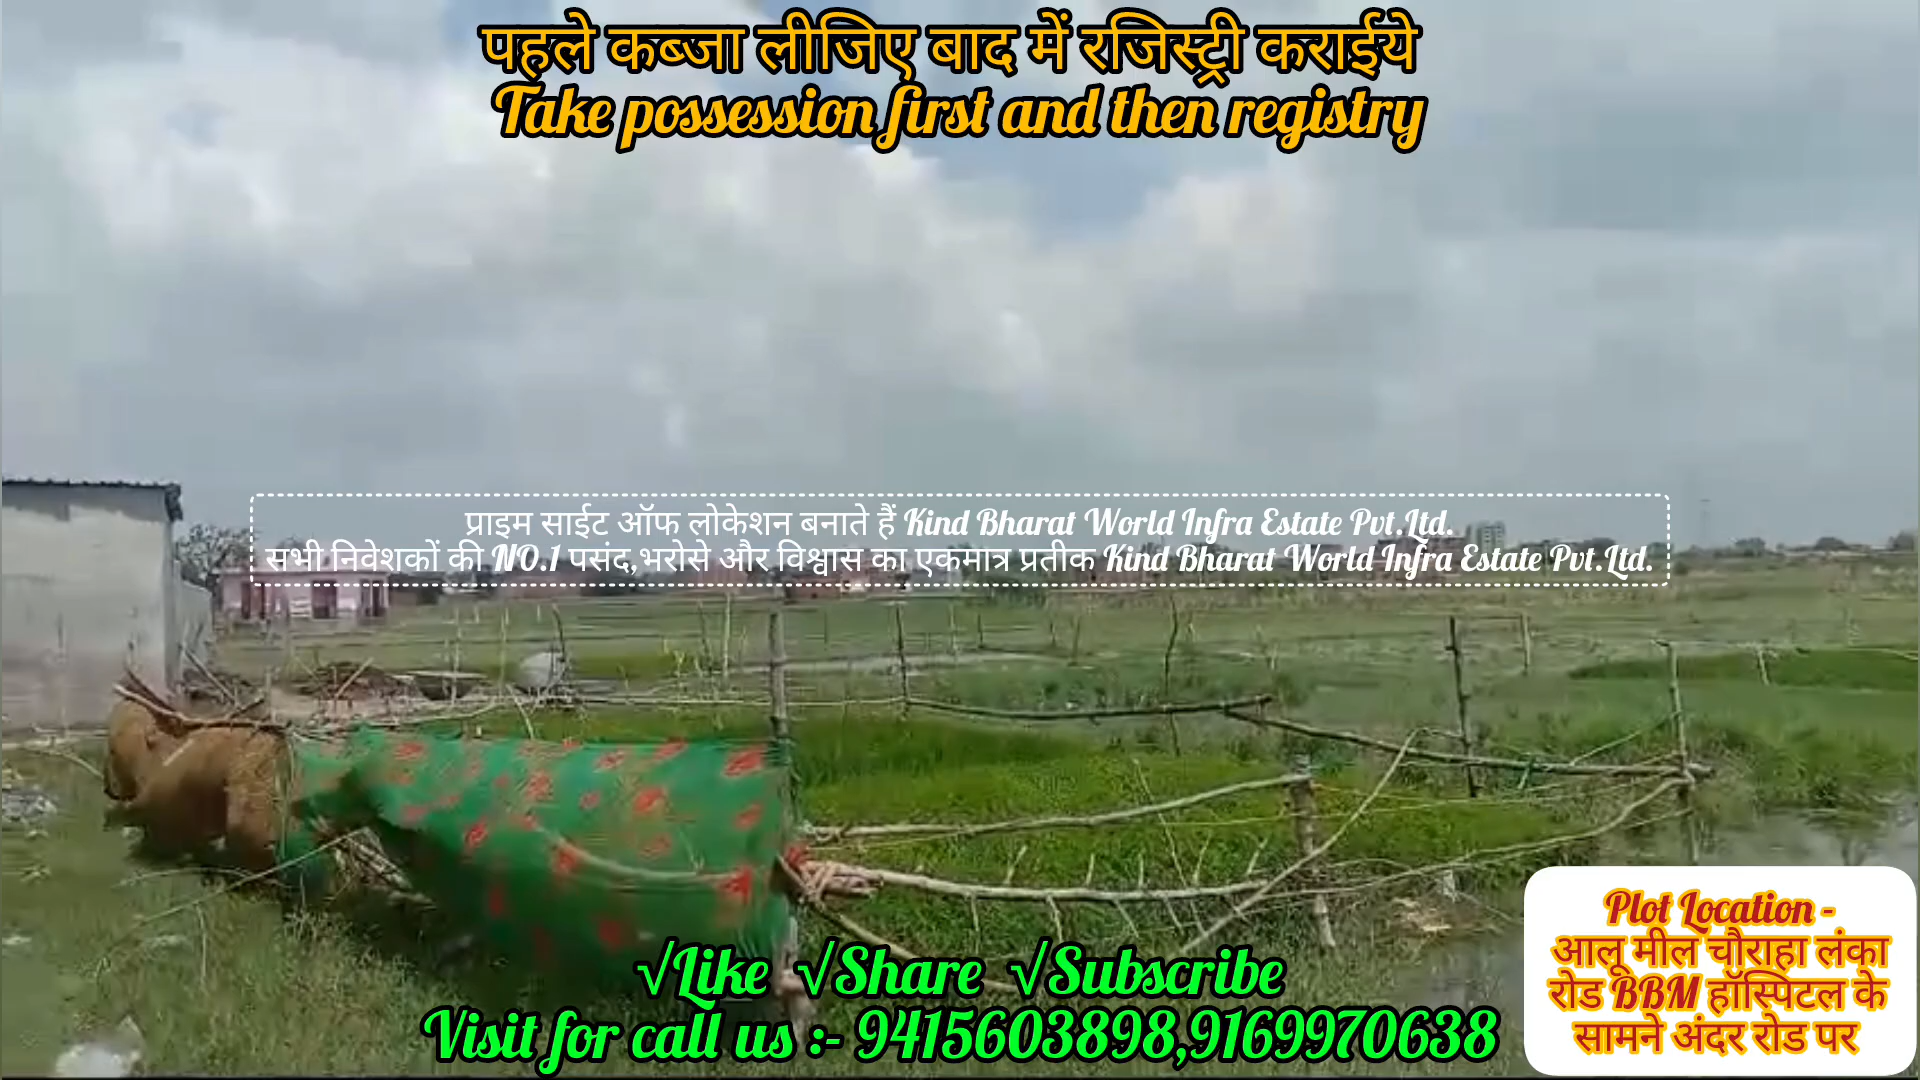 पहले कब्जा लीजिए बाद में रजिस्ट्री कराईये
Take possession first and then registry
प्राइम साईट ऑफ लोकेशन बनाते हैं Kind Bharat World Infra Estate Pvt.Ltd.
सभी निवेशकों की NO.1 पसंद,भरोसे और विश्वास का एकमात्र प्रतीक Kind Bharat World Infra Estate Pvt.Ltd.
√Like √Share √Subscribe
Visit for call us :- 9415603898,9169970638
Plot Location -
आलू मील चौराहा लंका
रोड BBM हॉस्पिटल के
सामने अंदर रोड पर